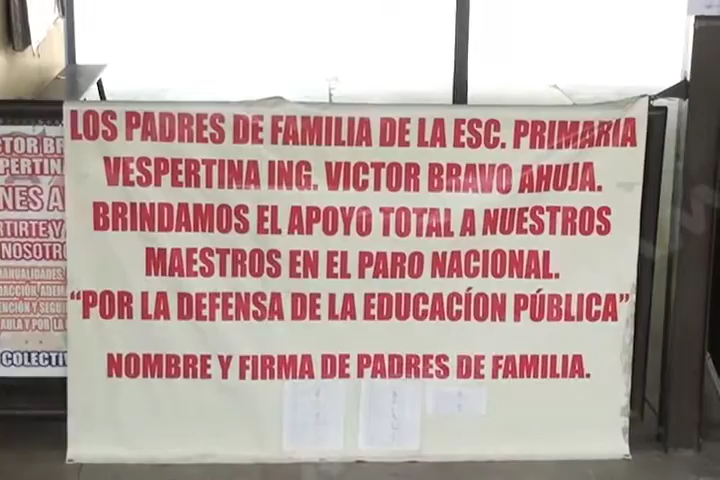 LOS PADRES DE FAMILIA DE LA ESC. PRIMARIA
VESPERTINA ING. VICTOR BRAVO AHUJA.
BRINDAMOS EL APOYO TOTAL A NUESTROS
MAESTROS EN EL PARO NACIONAL.
“POR LA DEFENSA DE LA EDUCACÍON PÚBLICA”
NOMBRE Y FIRMA DE PADRES DE FAMILIA.